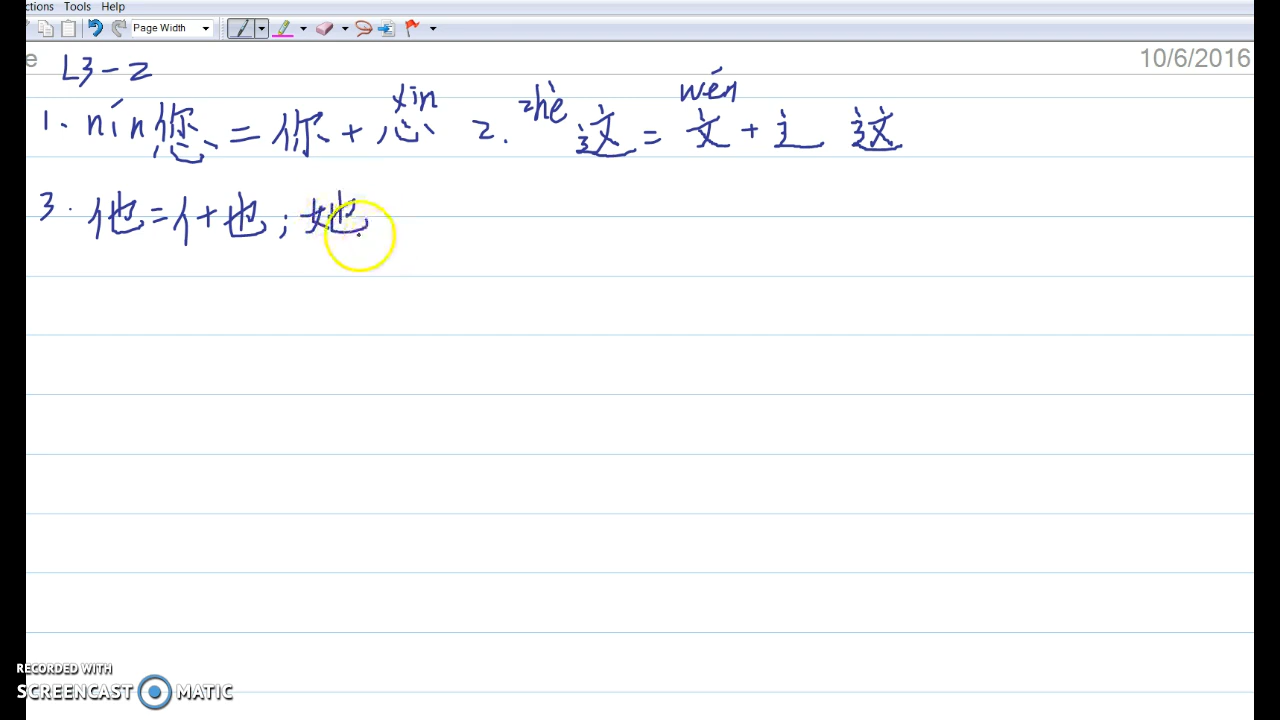 ctions Tools Help
Page Width
e 10/6/2016
L3-2
xīn wén
1. nín 您 = 你 + 心 2. zhè 这 = 文 + 辶 这
3. 他 = 亻 + 也 ; 她
RECORDED WITH
SCREENCAST MATIC